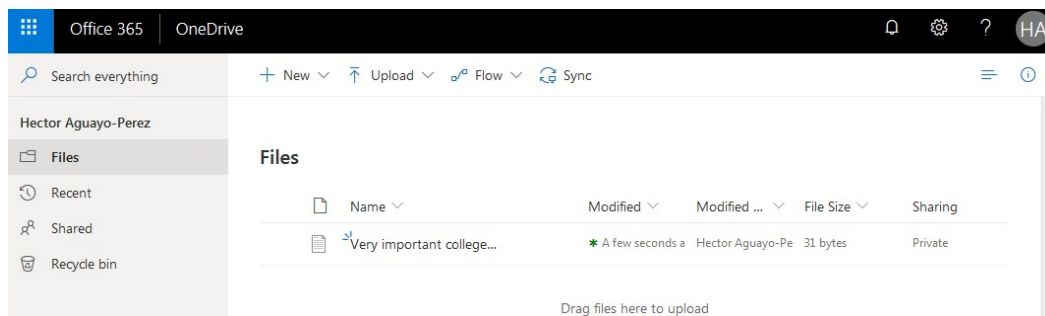 Office 365 OneDrive HA
Search everything New Upload Flow Sync
Hector Aguayo-Perez
Files
Recent
Shared
Recycle bin
Files
Name Modified Modified ... File Size Sharing
Very important college... A few seconds a Hector Aguayo-Pe 31 bytes Private
Drag files here to upload